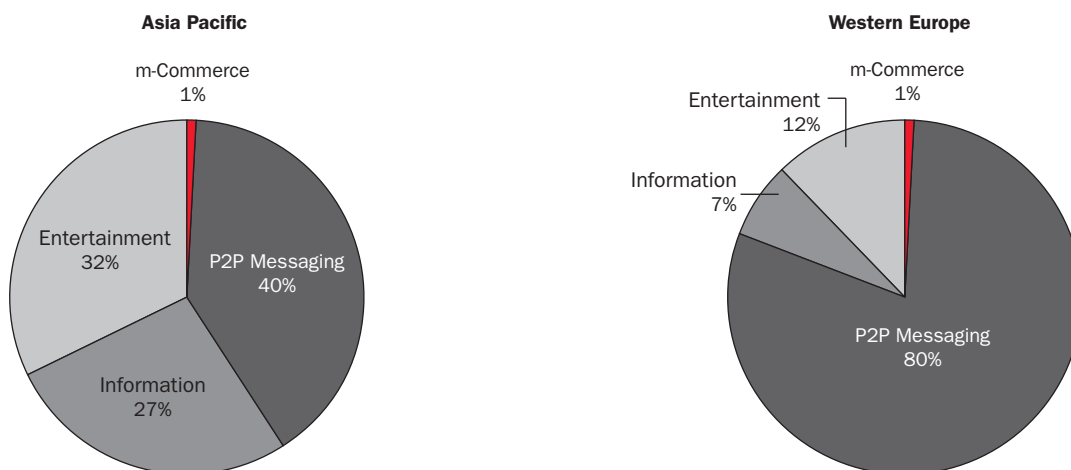 Asia Pacific
m-Commerce
1%
Entertainment
32%
P2P Messaging
40%
Information
27%
Western Europe
m-Commerce
1%
Entertainment
12%
Information
7%
P2P Messaging
80%